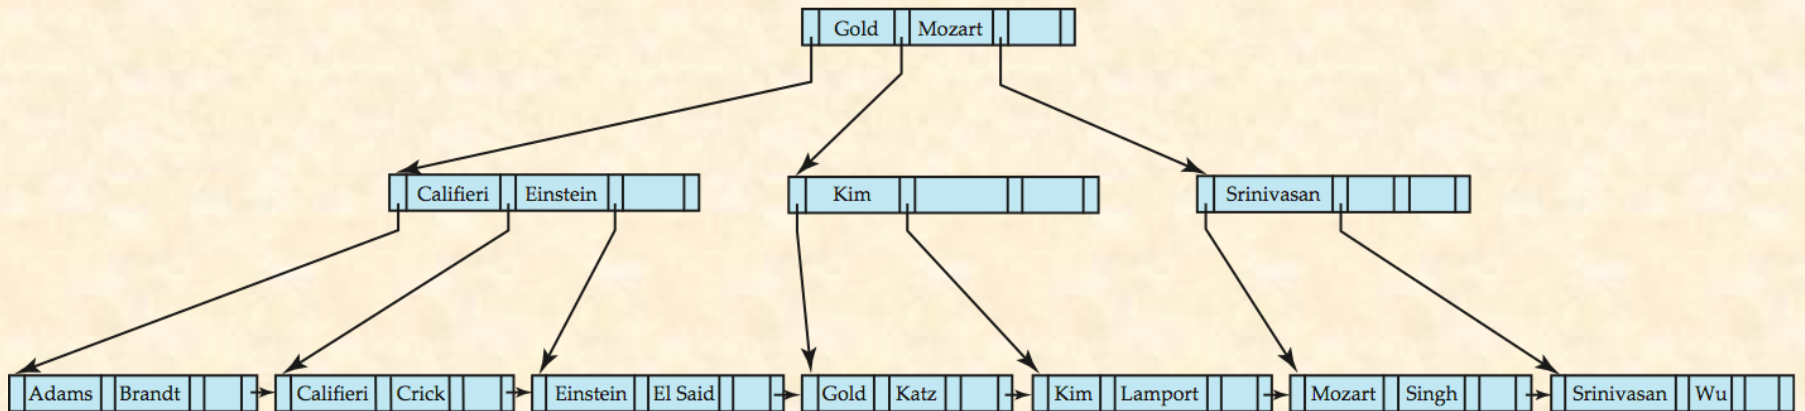 Gold Mozart
Califieri Einstein Kim Srinivasan
Adams Brandt Califieri Crick Einstein El Said Gold Katz Kim Lamport Mozart Singh Srinivasan Wu